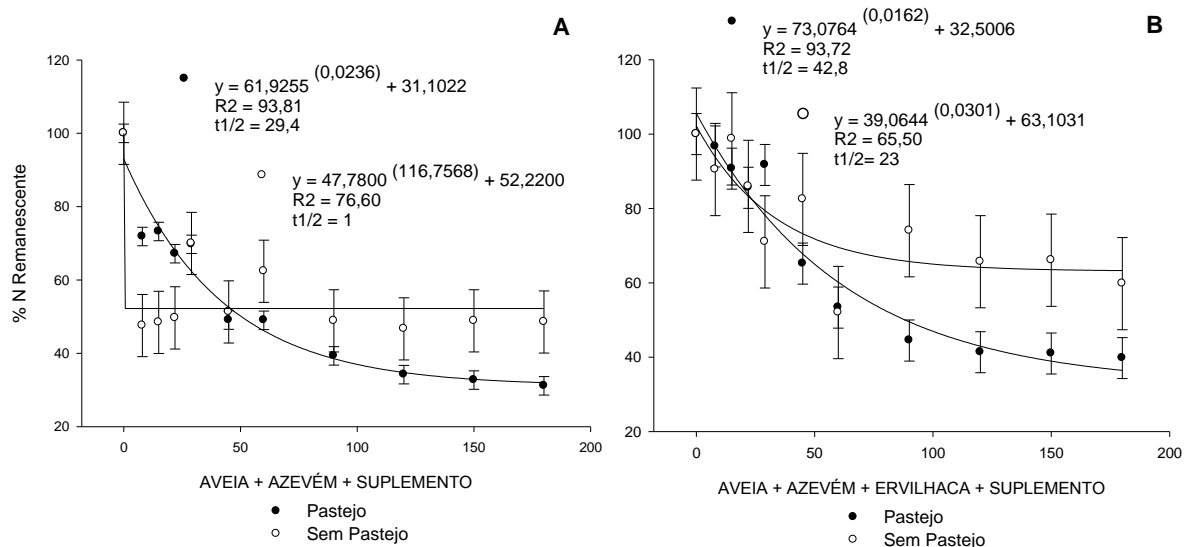 A
y = 61,9255 (0,0236) + 31,1022
R2 = 93,81
t1/2 = 29,4
y = 47,7800 (116,7568) + 52,2200
R2 = 76,60
t1/2 = 1
% N Remanescente
120
100
80
60
40
20
0
50
100
150
200
AVEIA + AZEVÉM + SUPLEMENTO
Pastejo
Sem Pastejo
B
y = 73,0764 (0,0162) + 32,5006
R2 = 93,72
t1/2 = 42,8
y = 39,0644 (0,0301) + 63,1031
R2 = 65,50
t1/2= 23
120
100
80
60
40
20
0
50
100
150
200
AVEIA + AZEVÉM + ERVILHACA + SUPLEMENTO
Pastejo
Sem Pastejo